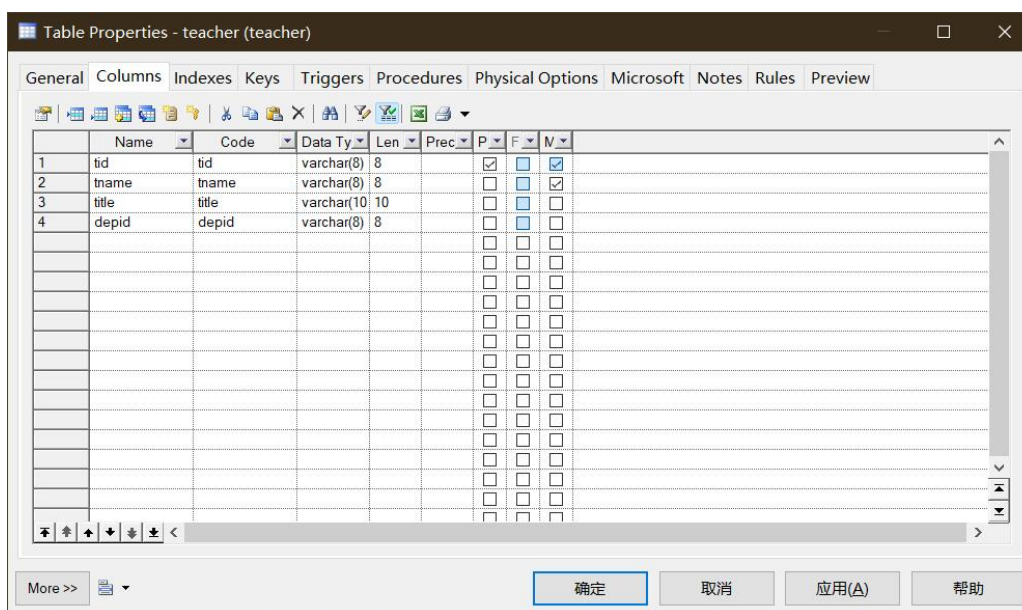 Table Properties - teacher (teacher)
General Columns Indexes Keys Triggers Procedures Physical Options Microsoft Notes Rules Preview
Name Code Data Ty Len Prec P F M
1 tid tid varchar(8) 8
2 tname tname varchar(8) 8
3 title title varchar(10 10
4 depid depid varchar(8) 8
More >> 确定 取消 应用(A) 帮助